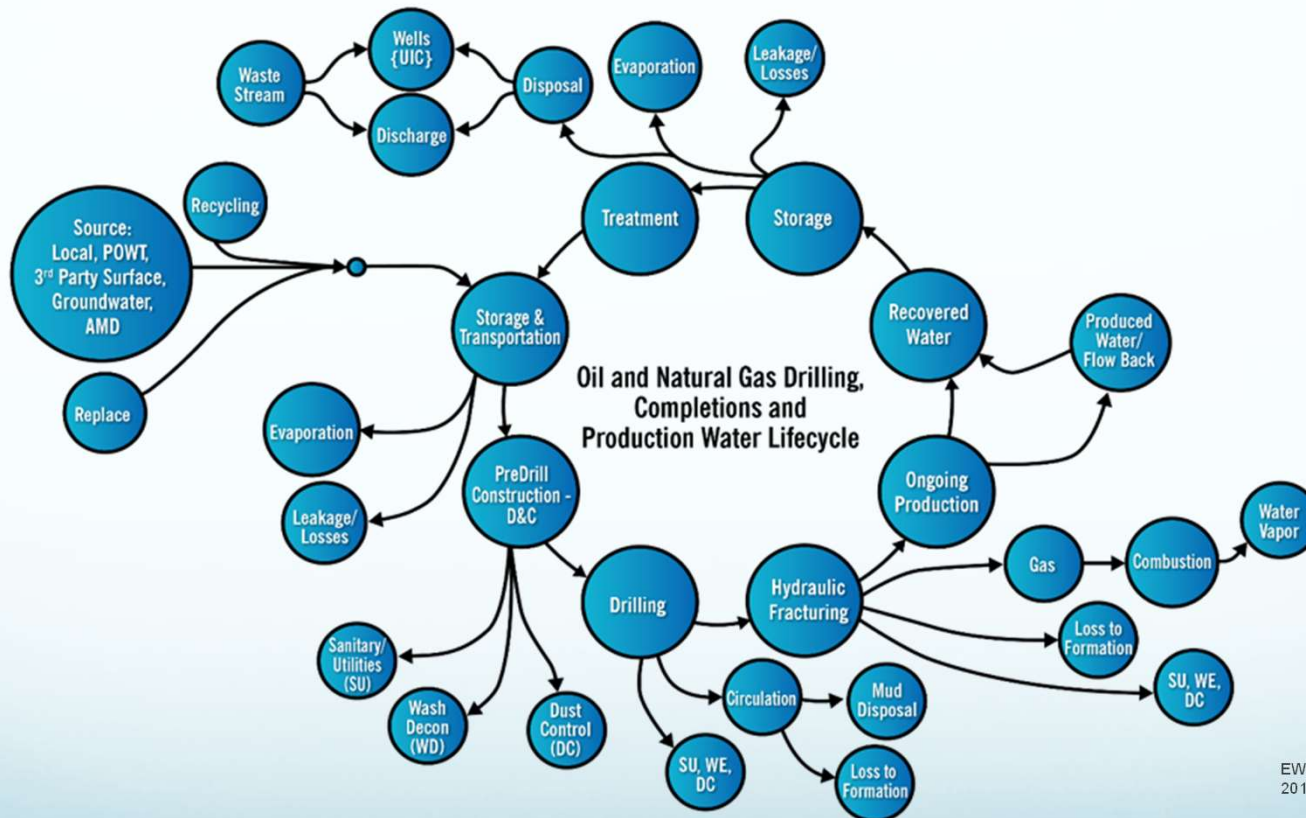 Wells
{UIC}
Waste
Stream
Disposal
Discharge
Evaporation
Leakage/
Losses
Recycling
Source:
Local, POWT,
3rd Party Surface,
Groundwater,
AMD
Replace
Treatment
Storage
Storage &
Transportation
Recovered
Water
Produced
Water/
Flow Back
Oil and Natural Gas Drilling,
Completions and
Production Water Lifecycle
Evaporation
Leakage/
Losses
PreDrill
Construction -
D&C
Ongoing
Production
Drilling
Hydraulic
Fracturing
Gas
Combustion
Water
Vapor
Loss to
Formation
SU, WE,
DC
Sanitary/
Utilities
(SU)
Wash
Decon
(WD)
Dust
Control
(DC)
SU, WE,
DC
Circulation
Mud
Disposal
Loss to
Formation
EW
201